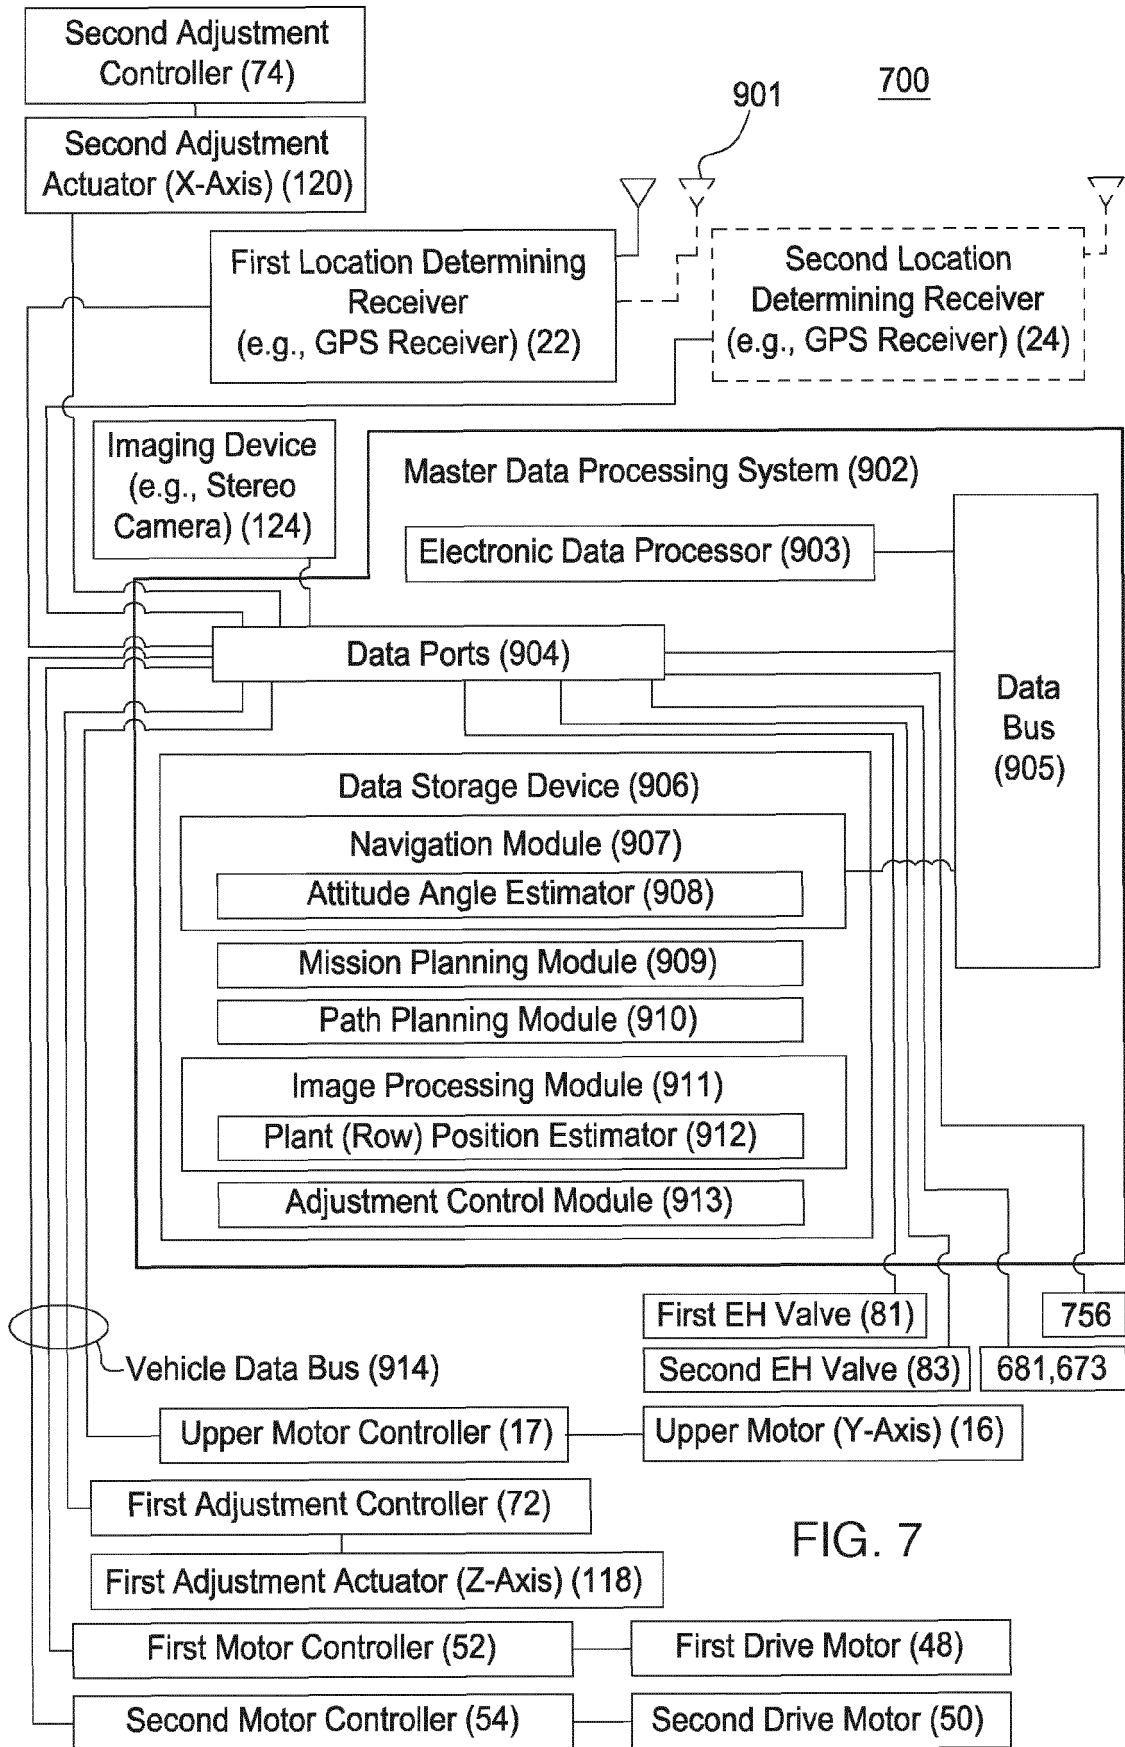 Second Adjustment
Controller (74)
700
901
Second Adjustment
Actuator (X-Axis) (120)
First Location Determining
Receiver
(e.g., GPS Receiver) (22)
Second Location
Determining Receiver
(e.g., GPS Receiver) (24)
Imaging Device
(e.g., Stereo
Camera) (124)
Master Data Processing System (902)
Electronic Data Processor (903)
Data Ports (904)
Data
Bus
(905)
Data Storage Device (906)
Navigation Module (907)
Attitude Angle Estimator (908)
Mission Planning Module (909)
Path Planning Module (910)
Image Processing Module (911)
Plant (Row) Position Estimator (912)
Adjustment Control Module (913)
First EH Valve (81)
756
Vehicle Data Bus (914)
Second EH Valve (83)
681,673
Upper Motor Controller (17)
Upper Motor (Y-Axis) (16)
First Adjustment Controller (72)
FIG. 7
First Adjustment Actuator (Z-Axis) (118)
First Motor Controller (52)
First Drive Motor (48)
Second Motor Controller (54)
Second Drive Motor (50)